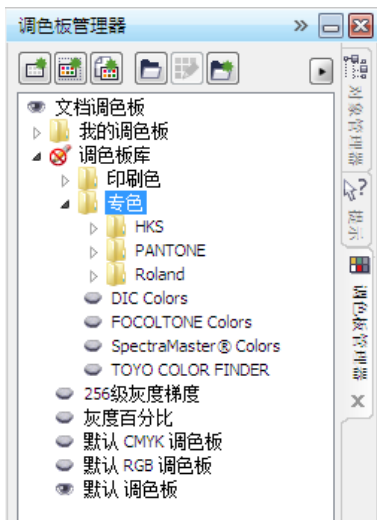 调色板管理器
文档调色板
我的调色板
调色板库
印刷色
专色
HKS
PANTONE
Roland
DIC Colors
FOCOLTONE Colors
SpectraMaster® Colors
TOYO COLOR FINDER
256级灰度梯度
灰度百分比
默认 CMYK 调色板
默认 RGB 调色板
默认 调色板
对象管理器
提示
调色板管理器